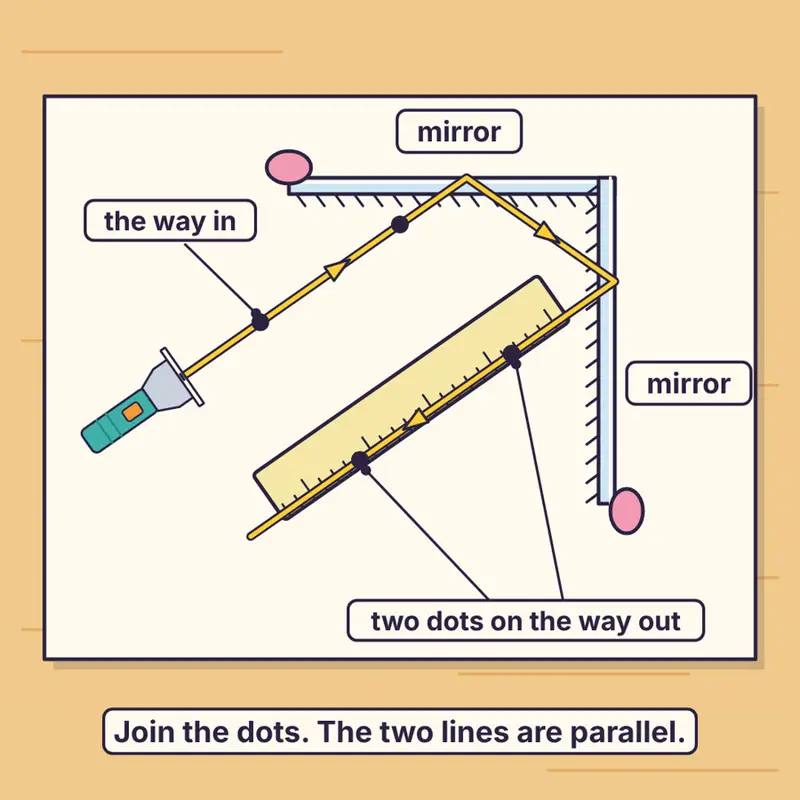 mirror
the way in
mirror
two dots on the way out
Join the dots. The two lines are parallel.